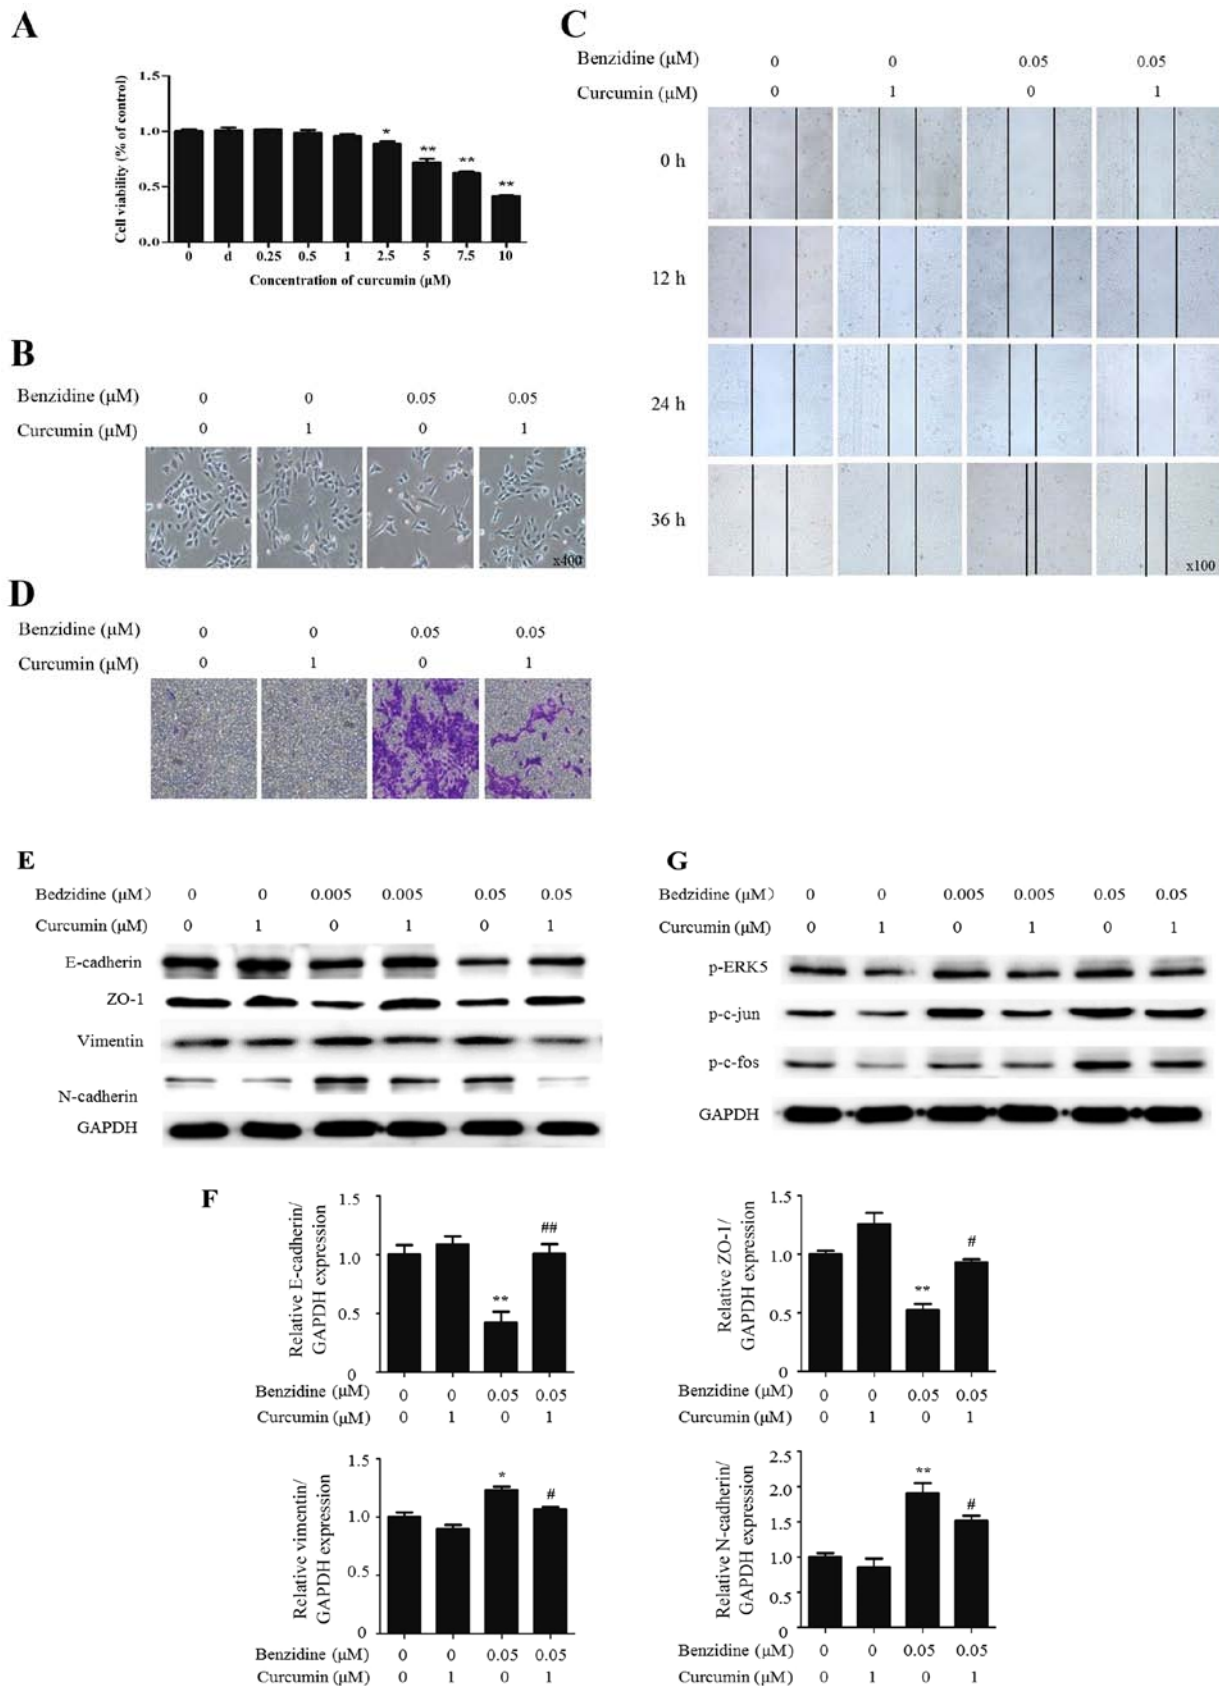 A
Cell viability (% of control)
1.5
1.0
0.5
0.0
*
**
**
**
0 d 0.25 0.5 1 2.5 5 7.5 10
Concentration of curcumin (μM)
B
Benzidine (μM) 0 0 0.05 0.05
Curcumin (μM) 0 1 0 1
x400
C
Benzidine (μM) 0 0 0.05 0.05
Curcumin (μM) 0 1 0 1
0 h
12 h
24 h
36 h
x100
D
Benzidine (μM) 0 0 0.05 0.05
Curcumin (μM) 0 1 0 1
E
Bedzidine (μM) 0 0 0.005 0.005 0.05 0.05
Curcumin (μM) 0 1 0 1 0 1
E-cadherin
ZO-1
Vimentin
N-cadherin
GAPDH
G
Bedzidine (μM) 0 0 0.005 0.005 0.05 0.05
Curcumin (μM) 0 1 0 1 0 1
p-ERK5
p-c-jun
p-c-fos
GAPDH
F
Relative E-cadherin/
GAPDH expression
1.5
1.0
0.5
0
**
##
Benzidine (μM) 0 0 0.05 0.05
Curcumin (μM) 0 1 0 1
Relative ZO-1/
GAPDH expression
1.5
1.0
0.5
0
**
#
Benzidine (μM) 0 0 0.05 0.05
Curcumin (μM) 0 1 0 1
Relative vimentin/
GAPDH expression
1.5
1.0
0.5
0
*
#
Benzidine (μM) 0 0 0.05 0.05
Curcumin (μM) 0 1 0 1
Relative N-cadherin/
GAPDH expression
2.5
2.0
1.5
1.0
0.5
0
**
#
Benzidine (μM) 0 0 0.05 0.05
Curcumin (μM) 0 1 0 1